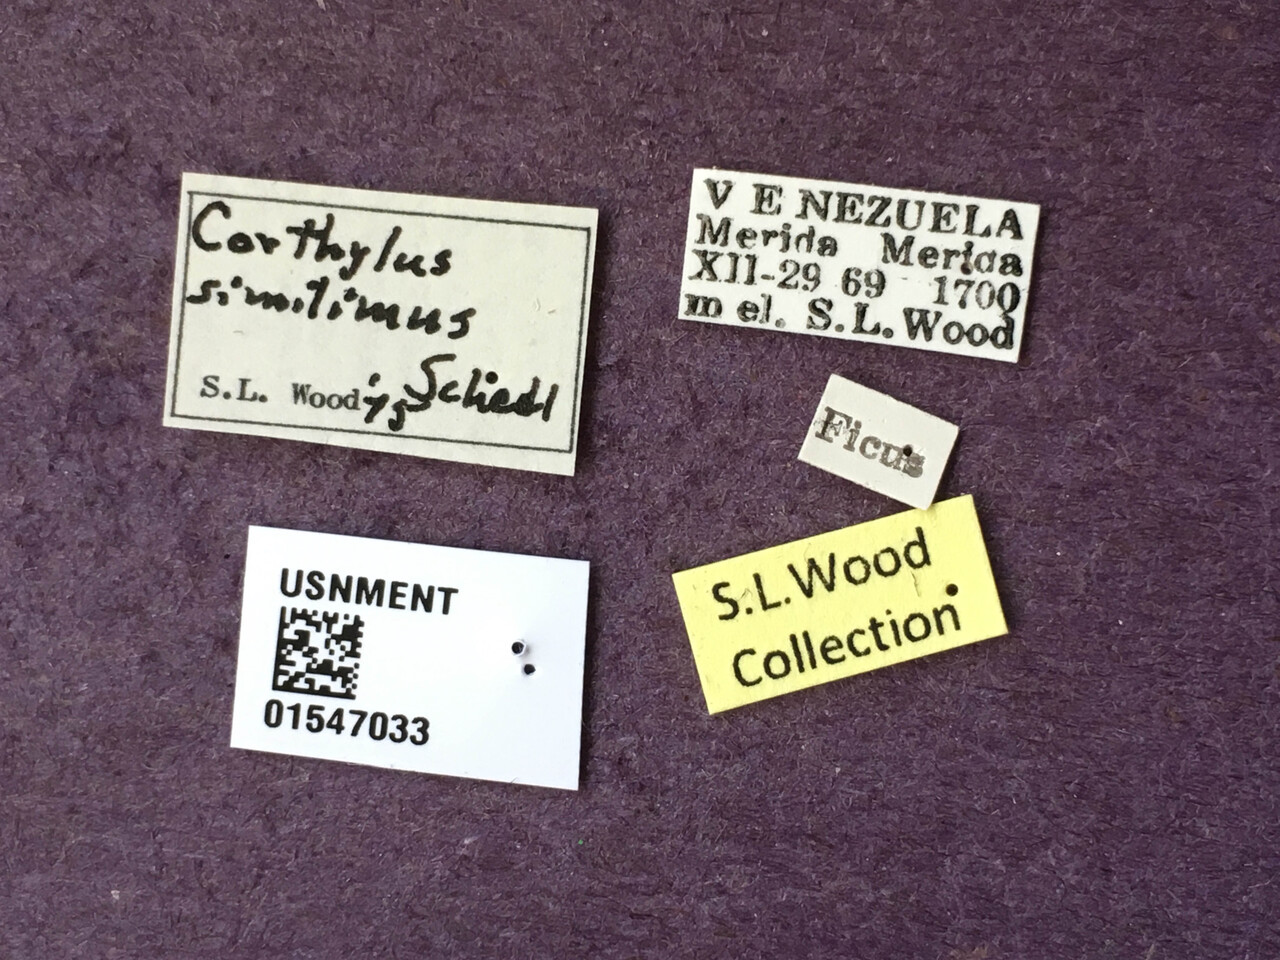 Corthylus
similimus
Schedl
S.L. Wood '75
V E NEZUELA
Merida Merida
XII-29 69 1700
m el. S.L. Wood
Ficus
S.L.Wood
Collection
USNMENT
01547033